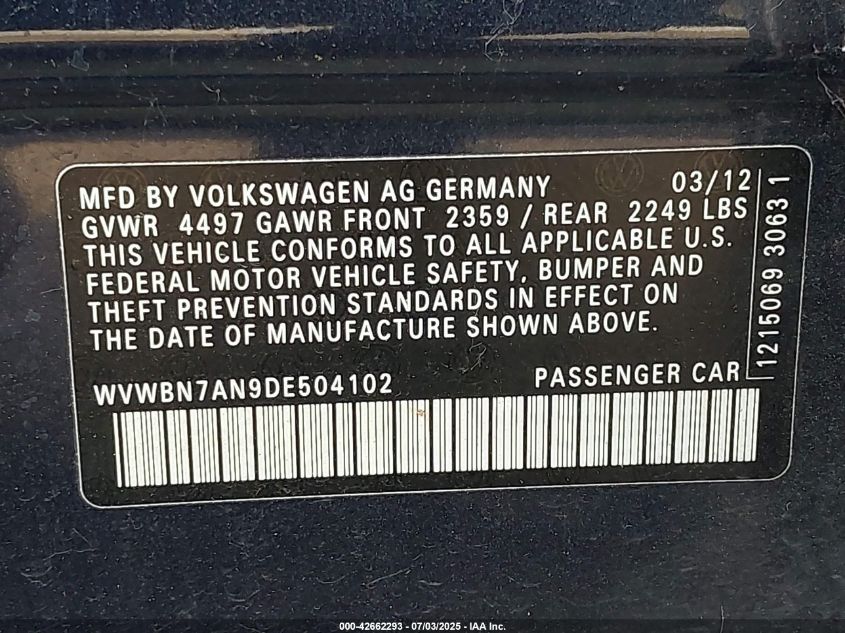 MFD BY VOLKSWAGEN AG GERMANY 03/12
GVWR 4497 GAWR FRONT 2359 / REAR 2249 LBS
THIS VEHICLE CONFORMS TO ALL APPLICABLE U.S.
FEDERAL MOTOR VEHICLE SAFETY, BUMPER AND
THEFT PREVENTION STANDARDS IN EFFECT ON
THE DATE OF MANUFACTURE SHOWN ABOVE.
WVWBN7AN9DE504102 PASSENGER CAR
1215069 3063 1
000-42662293 - 07/03/2025 - IAA Inc.